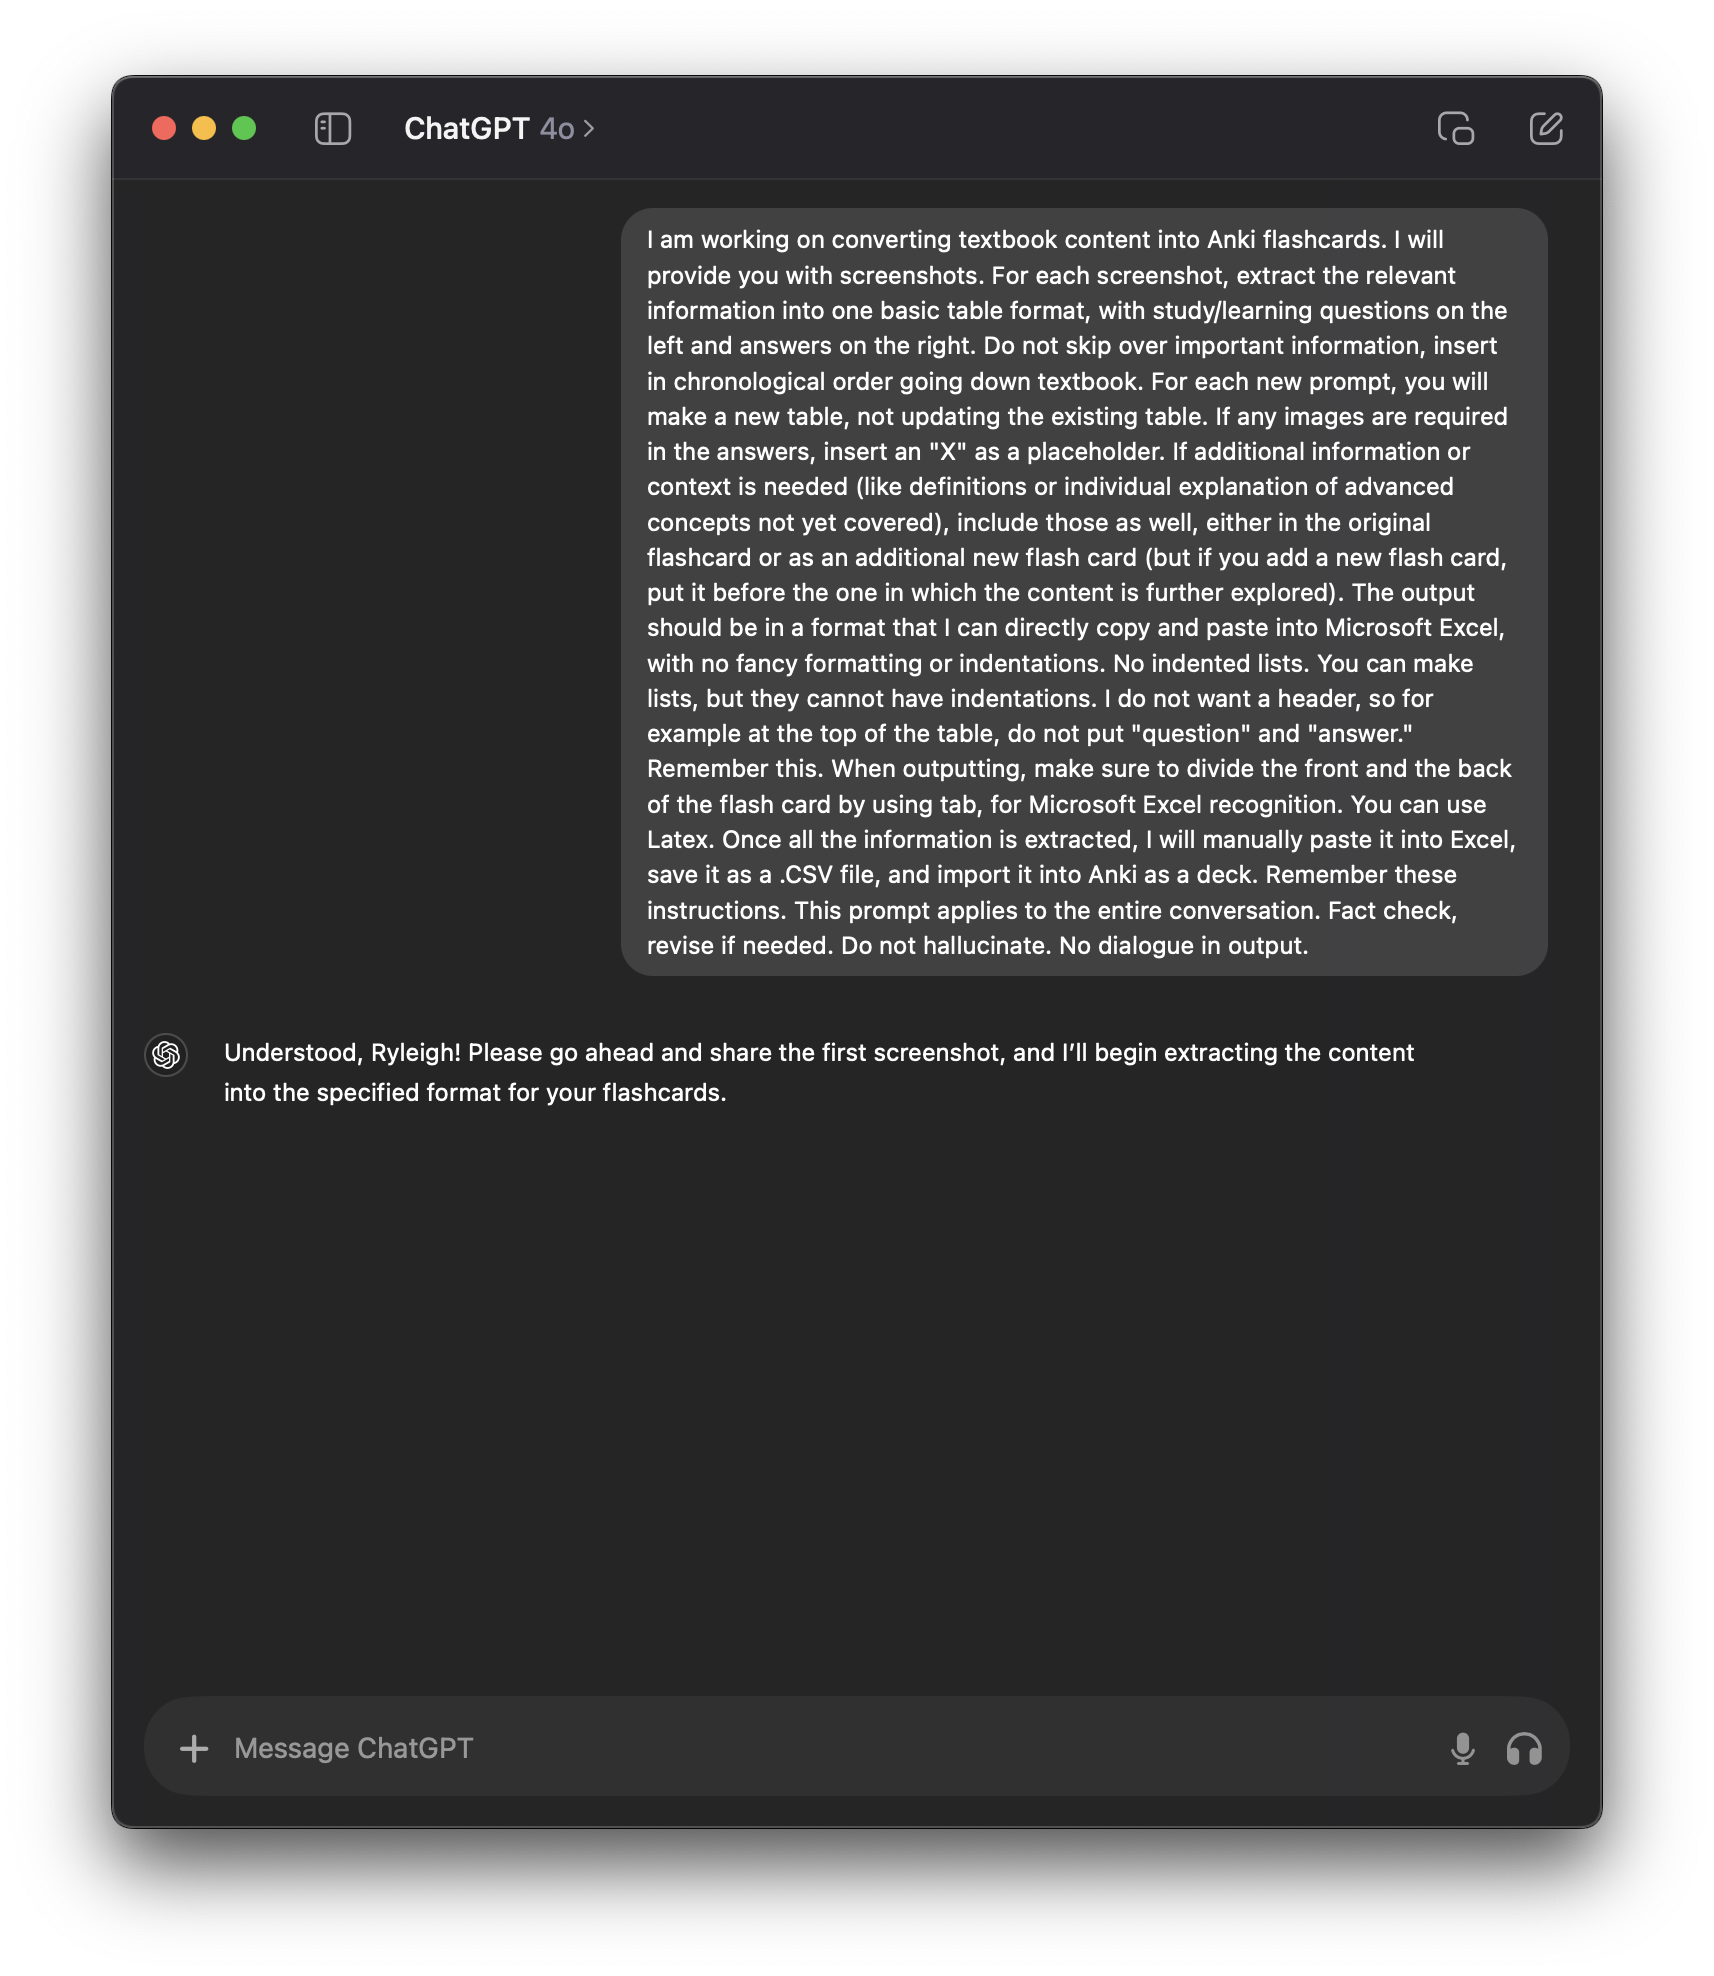 ChatGPT 4o
I am working on converting textbook content into Anki flashcards. I will
provide you with screenshots. For each screenshot, extract the relevant
information into one basic table format, with study/learning questions on the
left and answers on the right. Do not skip over important information, insert
in chronological order going down textbook. For each new prompt, you will
make a new table, not updating the existing table. If any images are required
in the answers, insert an "X" as a placeholder. If additional information or
context is needed (like definitions or individual explanation of advanced
concepts not yet covered), include those as well, either in the original
flashcard or as an additional new flash card (but if you add a new flash card,
put it before the one in which the content is further explored). The output
should be in a format that I can directly copy and paste into Microsoft Excel,
with no fancy formatting or indentations. No indented lists. You can make
lists, but they cannot have indentations. I do not want a header, so for
example at the top of the table, do not put "question" and "answer."
Remember this. When outputting, make sure to divide the front and the back
of the flash card by using tab, for Microsoft Excel recognition. You can use
Latex. Once all the information is extracted, I will manually paste it into Excel,
save it as a .CSV file, and import it into Anki as a deck. Remember these
instructions. This prompt applies to the entire conversation. Fact check,
revise if needed. Do not hallucinate. No dialogue in output.
Understood, Ryleigh! Please go ahead and share the first screenshot, and I’ll begin extracting the content
into the specified format for your flashcards.
Message ChatGPT